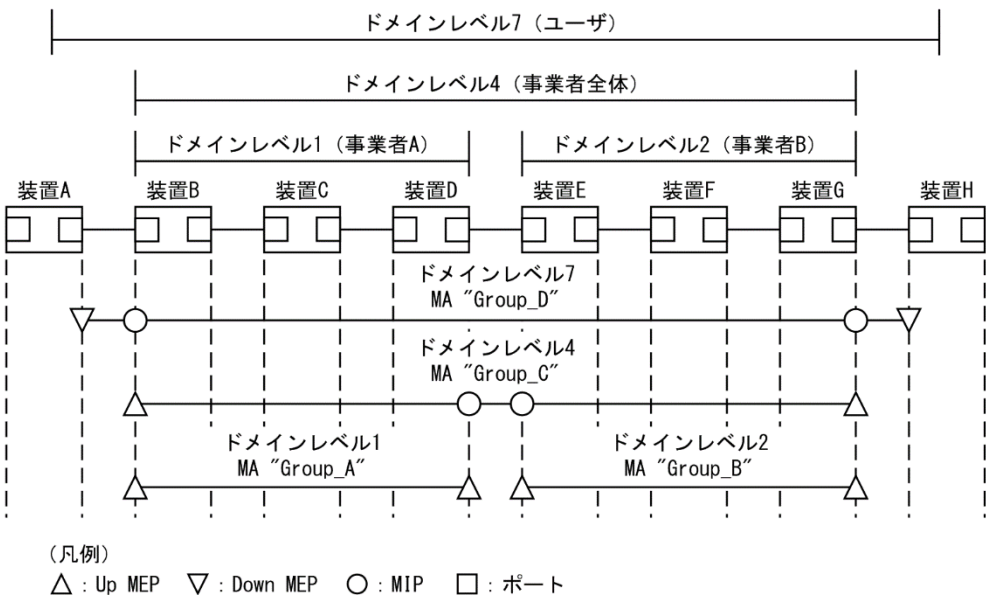 ドメインレベル7（ユーザ）
ドメインレベル4（事業者全体）
ドメインレベル1（事業者A） ドメインレベル2（事業者B）
装置A 装置B 装置C 装置D 装置E 装置F 装置G 装置H
ドメインレベル7
MA "Group_D"
ドメインレベル4
MA "Group_C"
ドメインレベル1 ドメインレベル2
MA "Group_A" MA "Group_B"
（凡例）
△：Up MEP ▽：Down MEP ○：MIP □：ポート